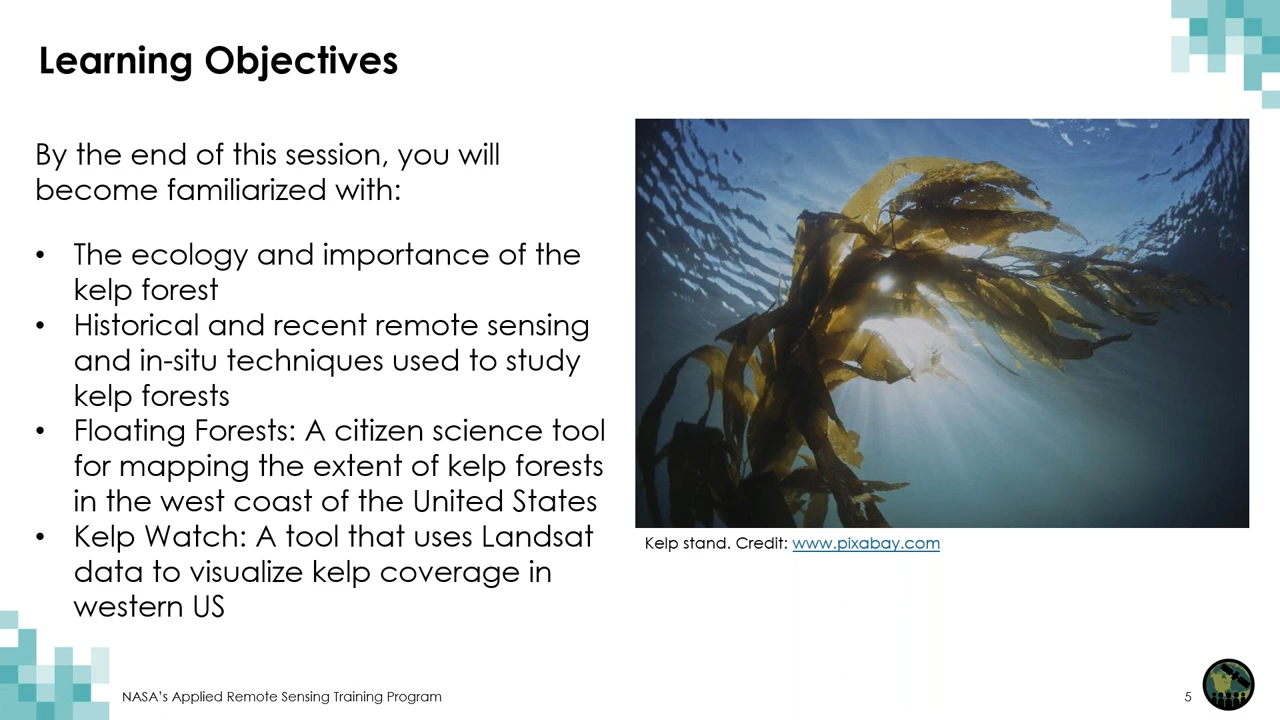 Learning Objectives
By the end of this session, you will
become familiarized with:
• The ecology and importance of the
kelp forest
• Historical and recent remote sensing
and in-situ techniques used to study
kelp forests
• Floating Forests: A citizen science tool
for mapping the extent of kelp forests
in the west coast of the United States
• Kelp Watch: A tool that uses Landsat
data to visualize kelp coverage in
western US
Kelp stand. Credit: www.pixabay.com
NASA's Applied Remote Sensing Training Program
5